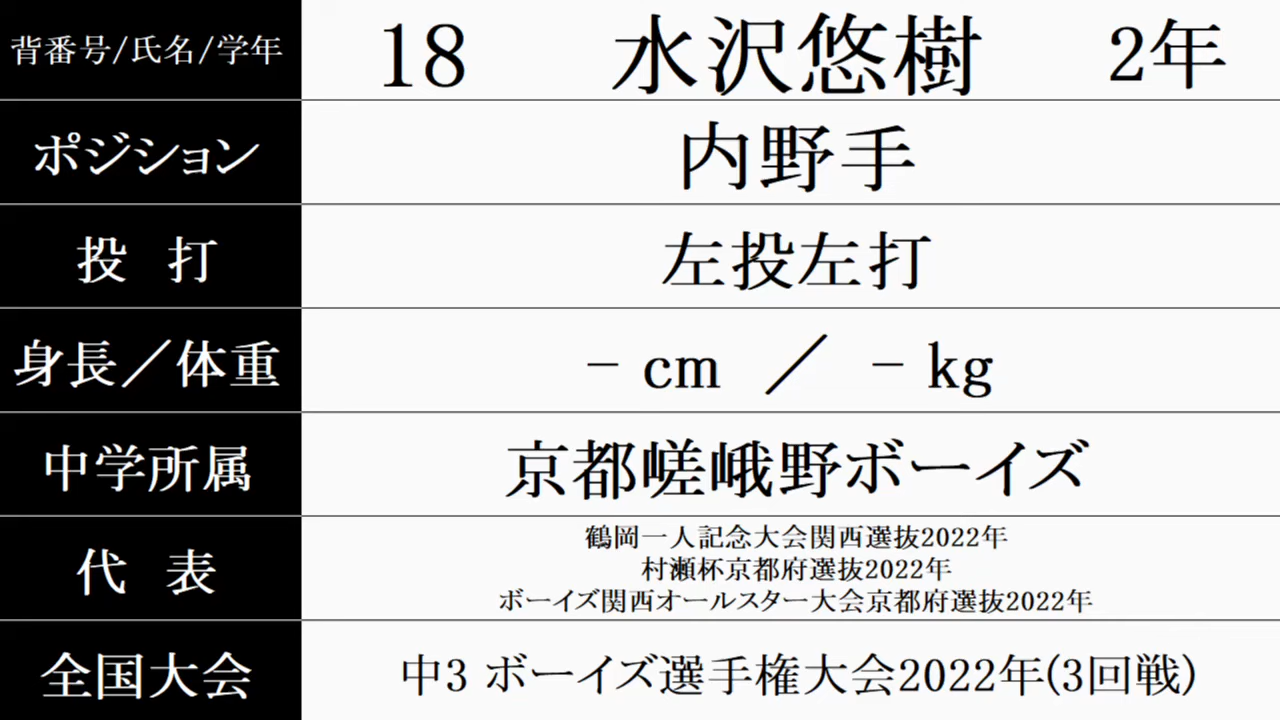 背番号/氏名/学年 18 水沢悠樹 2年
ポジション 内野手
投 打 左投左打
身長／体重 - cm ／ - kg
中学所属 京都嵯峨野ボーイズ
代 表
鶴岡一人記念大会関西選抜2022年
村瀬杯京都府選抜2022年
ボーイズ関西オールスター大会京都府選抜2022年
全国大会 中3 ボーイズ選手権大会2022年(3回戦)